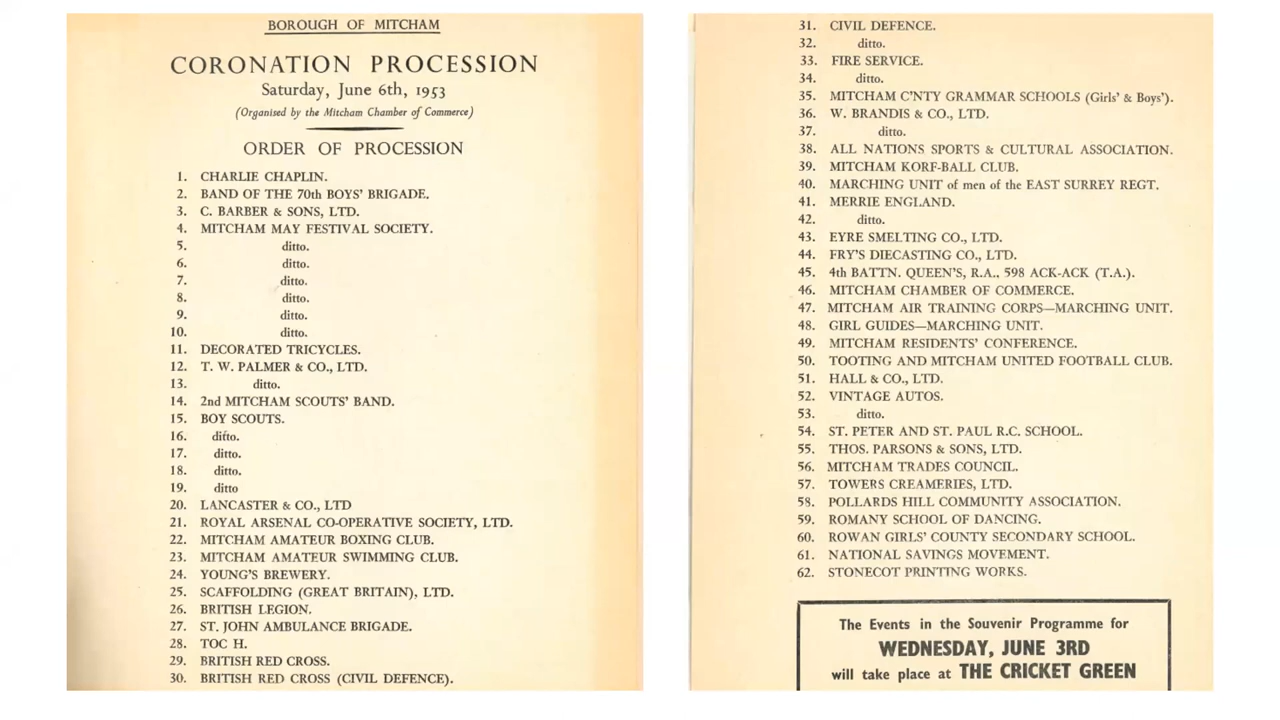 BOROUGH OF MITCHAM
CORONATION PROCESSION
Saturday, June 6th, 1953
(Organised by the Mitcham Chamber of Commerce)
ORDER OF PROCESSION
1. CHARLIE CHAPLIN.
2. BAND OF THE 70th BOYS' BRIGADE.
3. C. BARBER & SONS, LTD.
4. MITCHAM MAY FESTIVAL SOCIETY.
5. ditto.
6. ditto.
7. ditto.
8. ditto.
9. ditto.
10. ditto.
11. DECORATED TRICYCLES.
12. T. W. PALMER & CO., LTD.
13. ditto.
14. 2nd MITCHAM SCOUTS' BAND.
15. BOY SCOUTS.
16. ditto.
17. ditto.
18. ditto.
19. ditto
20. LANCASTER & CO., LTD
21. ROYAL ARSENAL CO-OPERATIVE SOCIETY, LTD.
22. MITCHAM AMATEUR BOXING CLUB.
23. MITCHAM AMATEUR SWIMMING CLUB.
24. YOUNG'S BREWERY.
25. SCAFFOLDING (GREAT BRITAIN), LTD.
26. BRITISH LEGION.
27. ST. JOHN AMBULANCE BRIGADE.
28. TOC H.
29. BRITISH RED CROSS.
30. BRITISH RED CROSS (CIVIL DEFENCE).
31. CIVIL DEFENCE.
32. ditto.
33. FIRE SERVICE.
34. ditto.
35. MITCHAM C'NTY GRAMMAR SCHOOLS (Girls' & Boys').
36. W. BRANDIS & CO., LTD.
37. ditto.
38. ALL NATIONS SPORTS & CULTURAL ASSOCIATION.
39. MITCHAM KORF-BALL CLUB.
40. MARCHING UNIT of men of the EAST SURREY REGT.
41. MERRIE ENGLAND.
42. ditto.
43. EYRE SMELTING CO., LTD.
44. FRY'S DIECASTING CO., LTD.
45. 4th BATTN. QUEEN'S, R.A., 598 ACK-ACK (T.A.).
46. MITCHAM CHAMBER OF COMMERCE.
47. MITCHAM AIR TRAINING CORPS—MARCHING UNIT.
48. GIRL GUIDES—MARCHING UNIT.
49. MITCHAM RESIDENTS' CONFERENCE.
50. TOOTING AND MITCHAM UNITED FOOTBALL CLUB.
51. HALL & CO., LTD.
52. VINTAGE AUTOS.
53. ditto.
54. ST. PETER AND ST. PAUL R.C. SCHOOL.
55. THOS. PARSONS & SONS, LTD.
56. MITCHAM TRADES COUNCIL.
57. TOWERS CREAMERIES, LTD.
58. POLLARDS HILL COMMUNITY ASSOCIATION.
59. ROMANY SCHOOL OF DANCING.
60. ROWAN GIRLS' COUNTY SECONDARY SCHOOL.
61. NATIONAL SAVINGS MOVEMENT.
62. STONECOT PRINTING WORKS.
The Events in the Souvenir Programme for
WEDNESDAY, JUNE 3RD
will take place at THE CRICKET GREEN